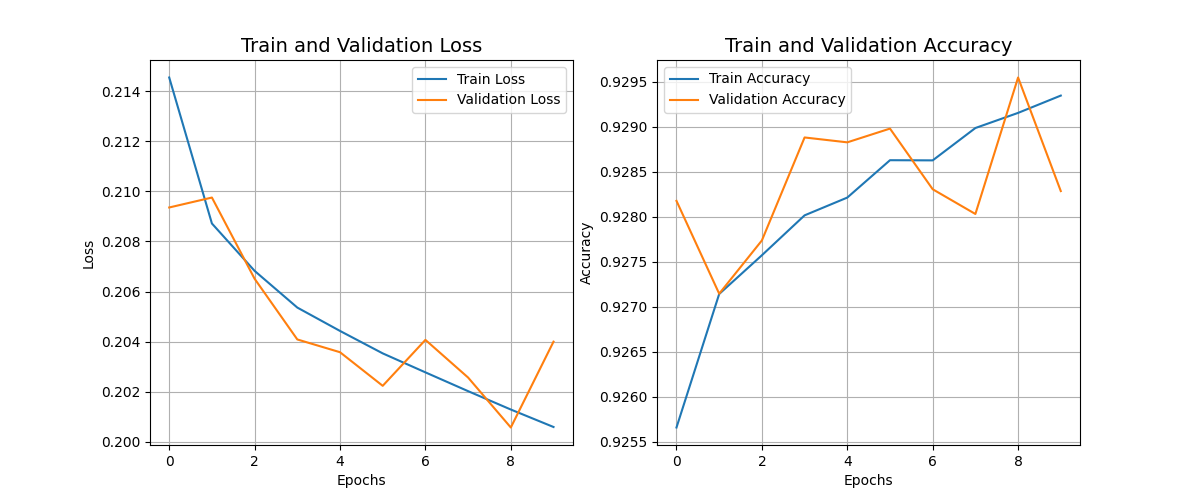 Train and Validation Loss
Train Loss
Validation Loss
0.214
0.212
0.210
0.208
0.206
0.204
0.202
0.200
Loss
0 2 4 6 8
Epochs
Train and Validation Accuracy
Train Accuracy
Validation Accuracy
0.9295
0.9290
0.9285
0.9280
0.9275
0.9270
0.9265
0.9260
0.9255
Accuracy
0 2 4 6 8
Epochs